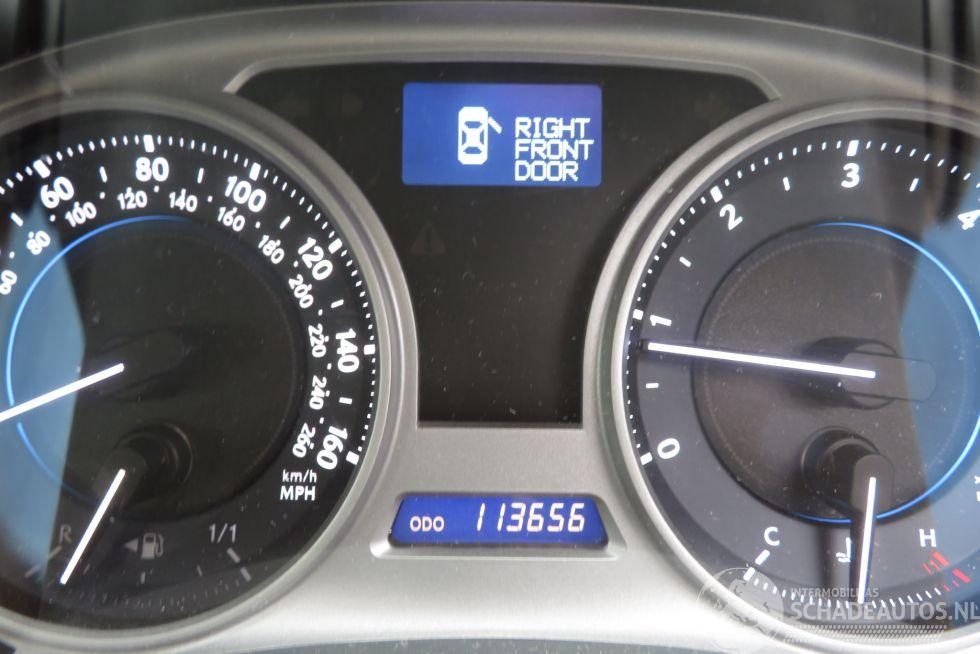 RIGHT
FRONT
DOOR
60
80
100
120
140
160
60
80
100
120
140
160
180
200
220
240
260
km/h
MPH
R
1/1
ODO 113656
0
1
2
3
4
C
H
INTERMOBILITAS
SCHADEAUTOS.NL